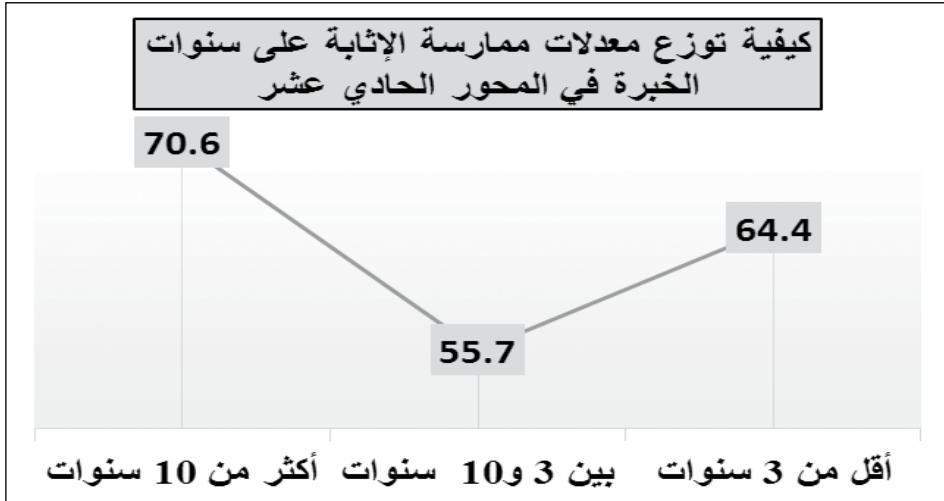 كيفية توزع معدلات ممارسة الإثابة على سنوات
الخبرة في المحور الحادي عشر
70.6
64.4
55.7
أقل من 3 سنوات
بين 3 و10 سنوات
أكثر من 10 سنوات